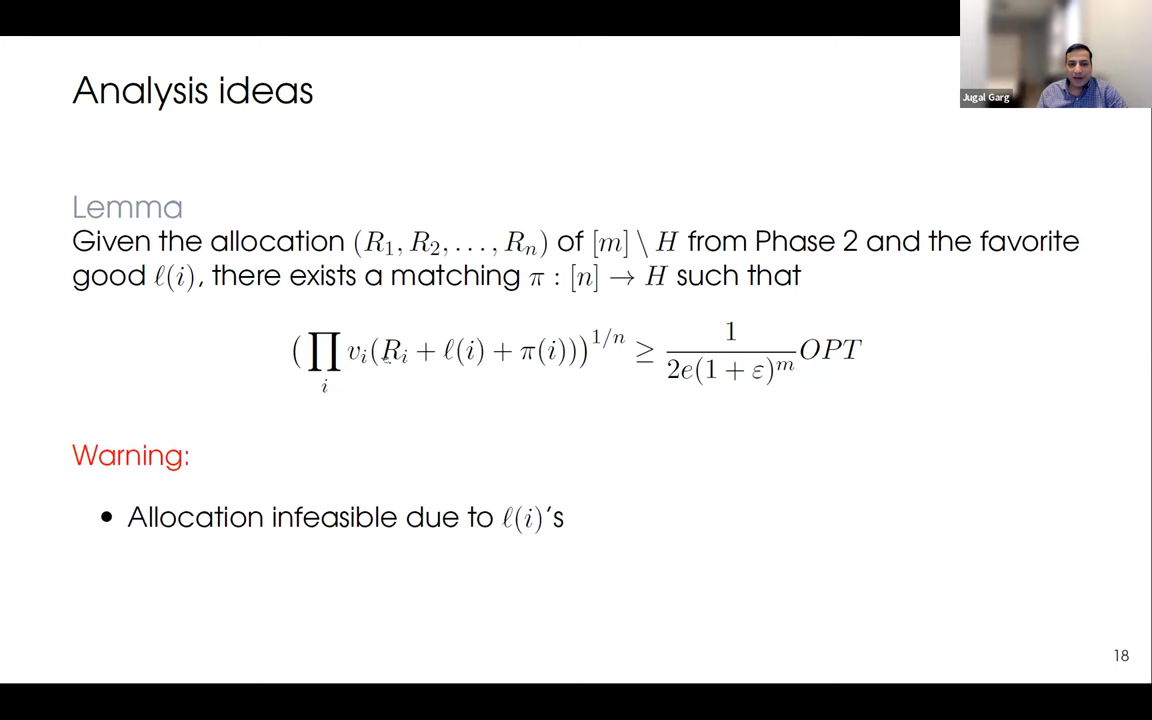 Analysis ideas
Jugal Garg
Lemma
Given the allocation (R₁, R₂, . . . , Rₙ) of [m] \ H from Phase 2 and the favorite
good ℓ(i), there exists a matching π : [n] → H such that
(∏ᵢ vᵢ(Rᵢ + ℓ(i) + π(i)))^{1/n} ≥ \frac{1}{2e(1 + ε)^m} OPT
Warning:
• Allocation infeasible due to ℓ(i)'s
18